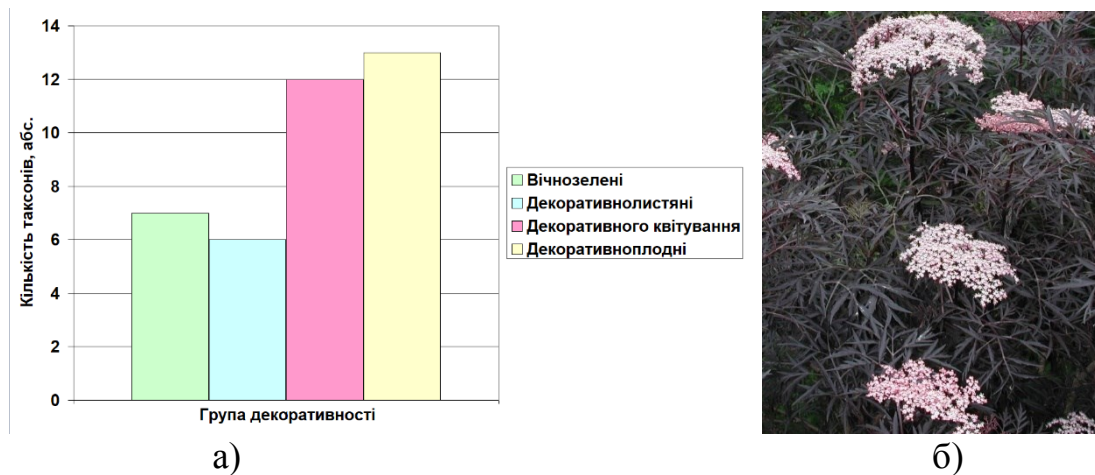 Кількість таксонів, абс.
14
12
10
8
6
4
2
0
Група декоративності
Вічнозелені
Декоративнолистяні
Декоративного квітування
Декоративноплодні
а)
б)